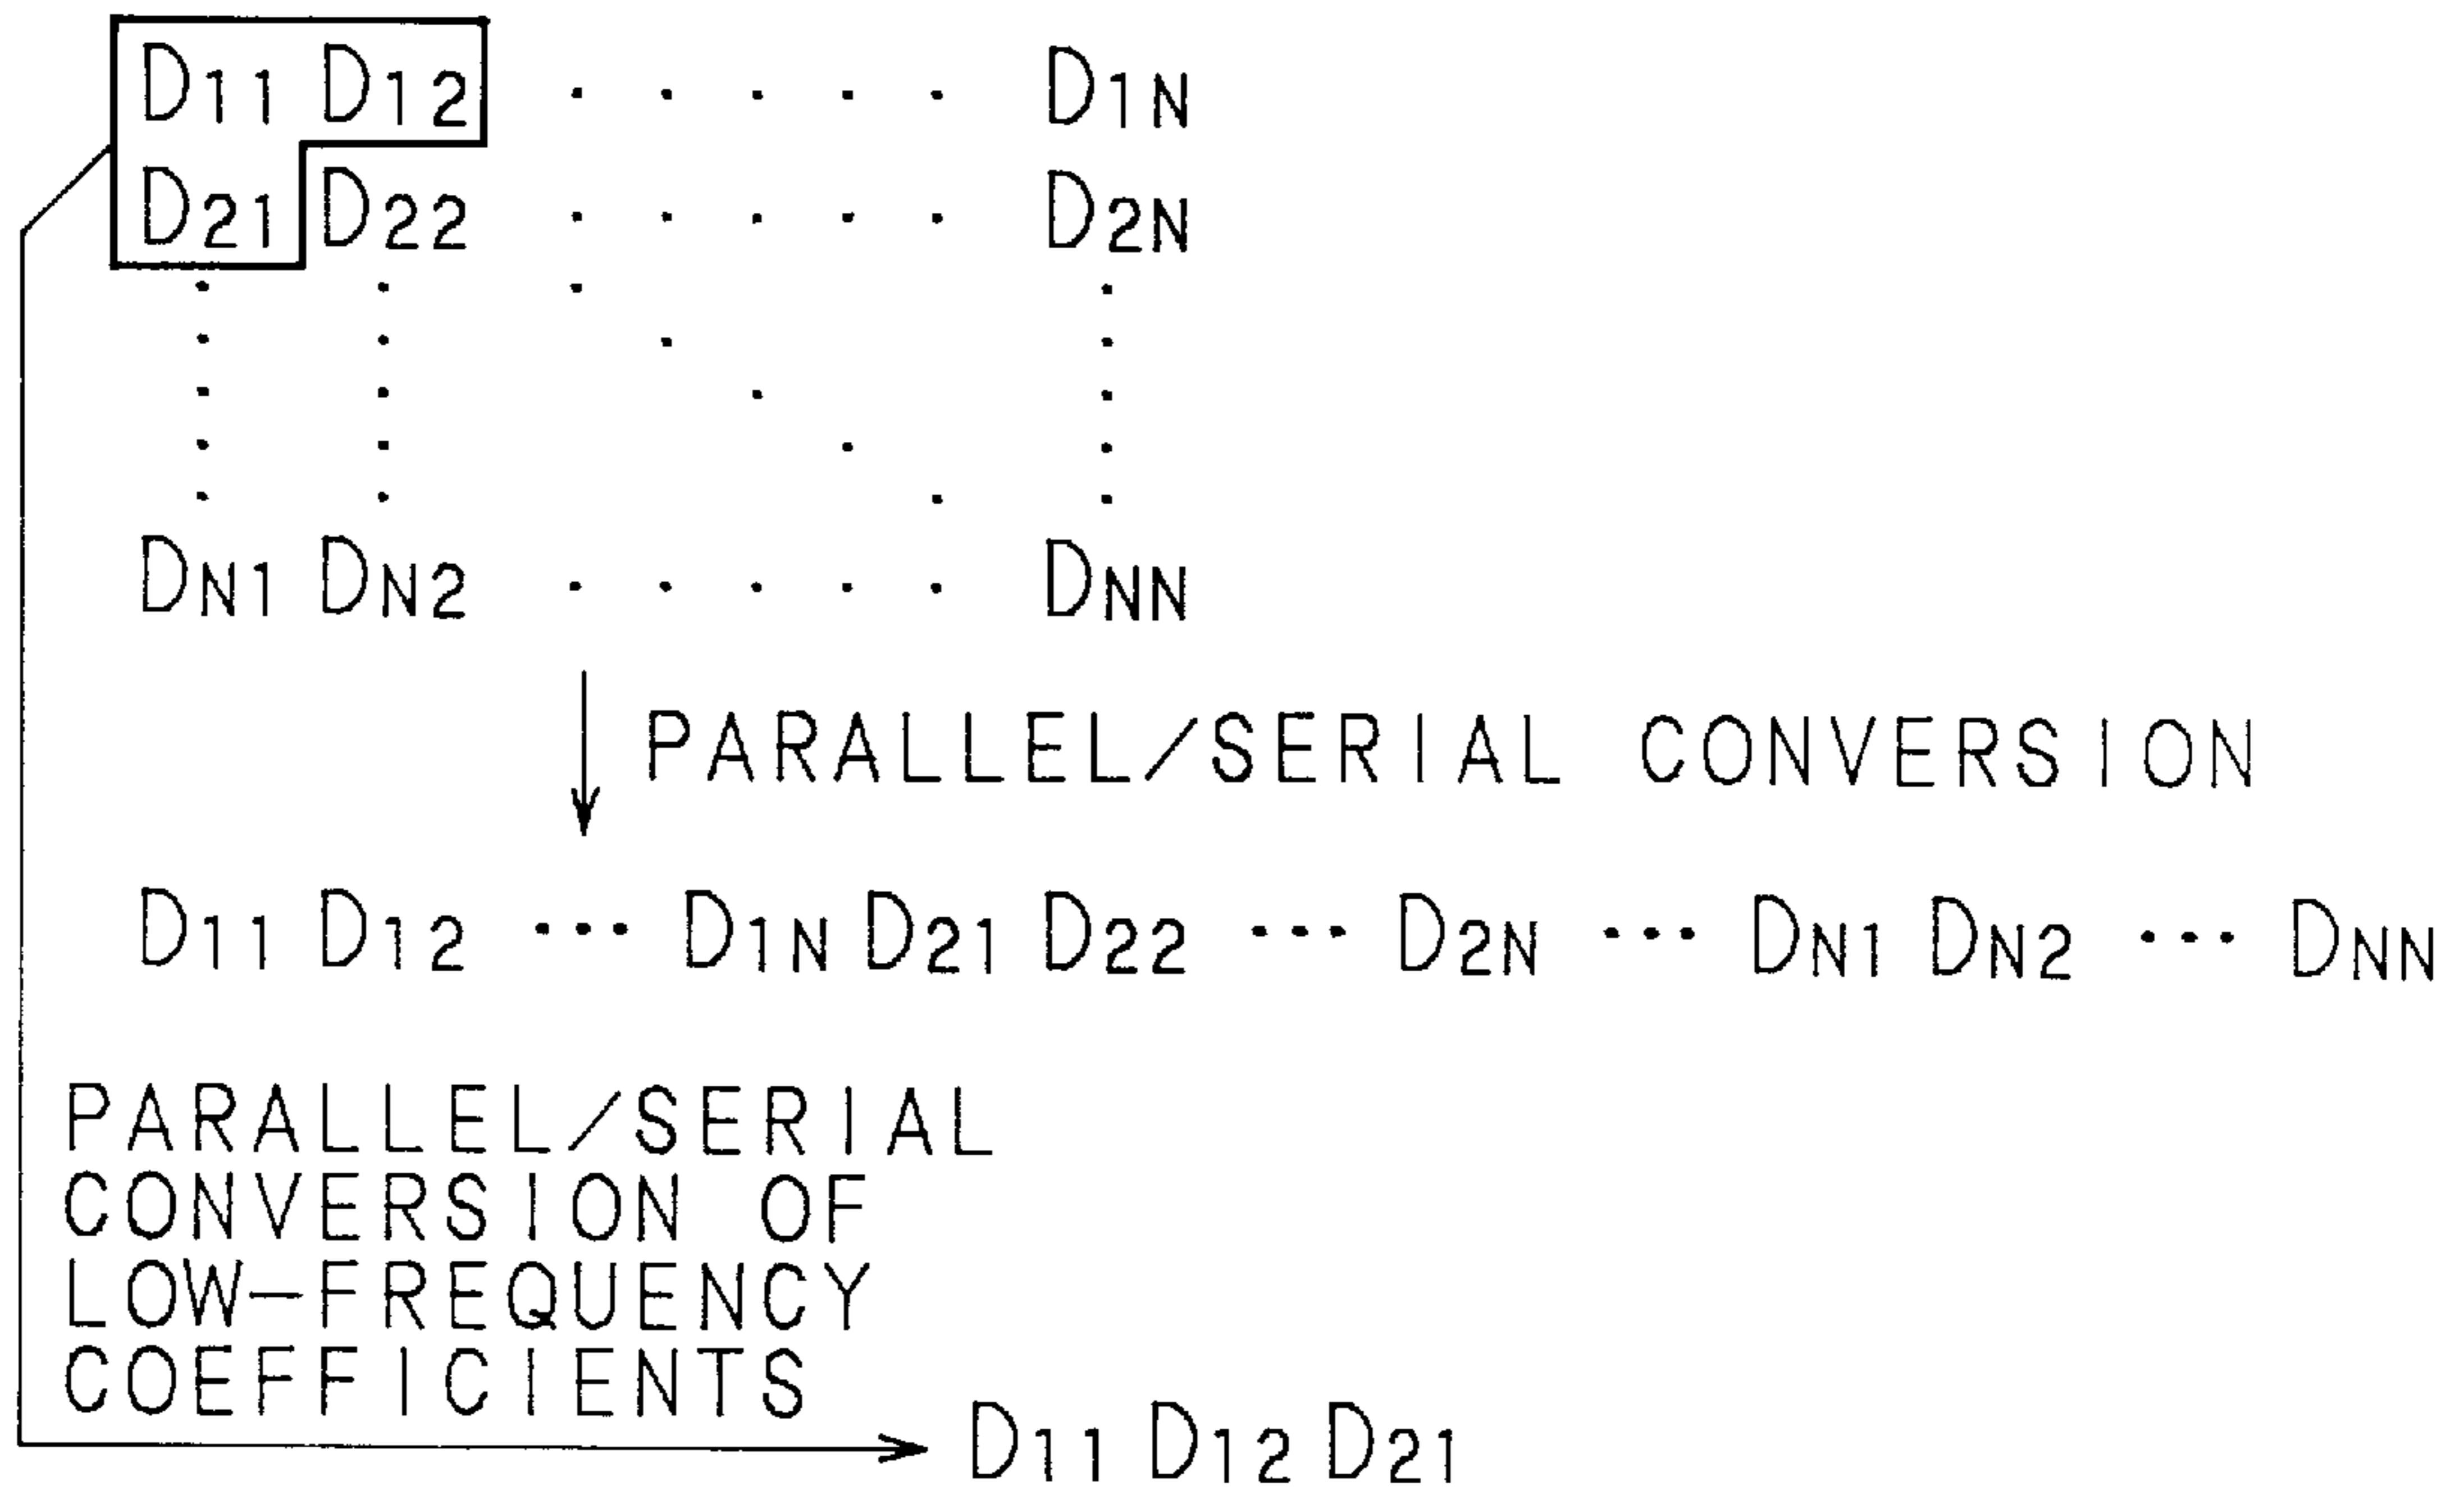 D11 D12 · · · · · D1N
D21 D22 · · · · · D2N
DN1 DN2 · · · · · DNN
PARALLEL/SERIAL CONVERSION
D11 D12 ··· D1N D21 D22 ··· D2N ··· DN1 DN2 ··· DNN
PARALLEL/SERIAL
CONVERSION OF
LOW-FREQUENCY
COEFFICIENTS
D11 D12 D21